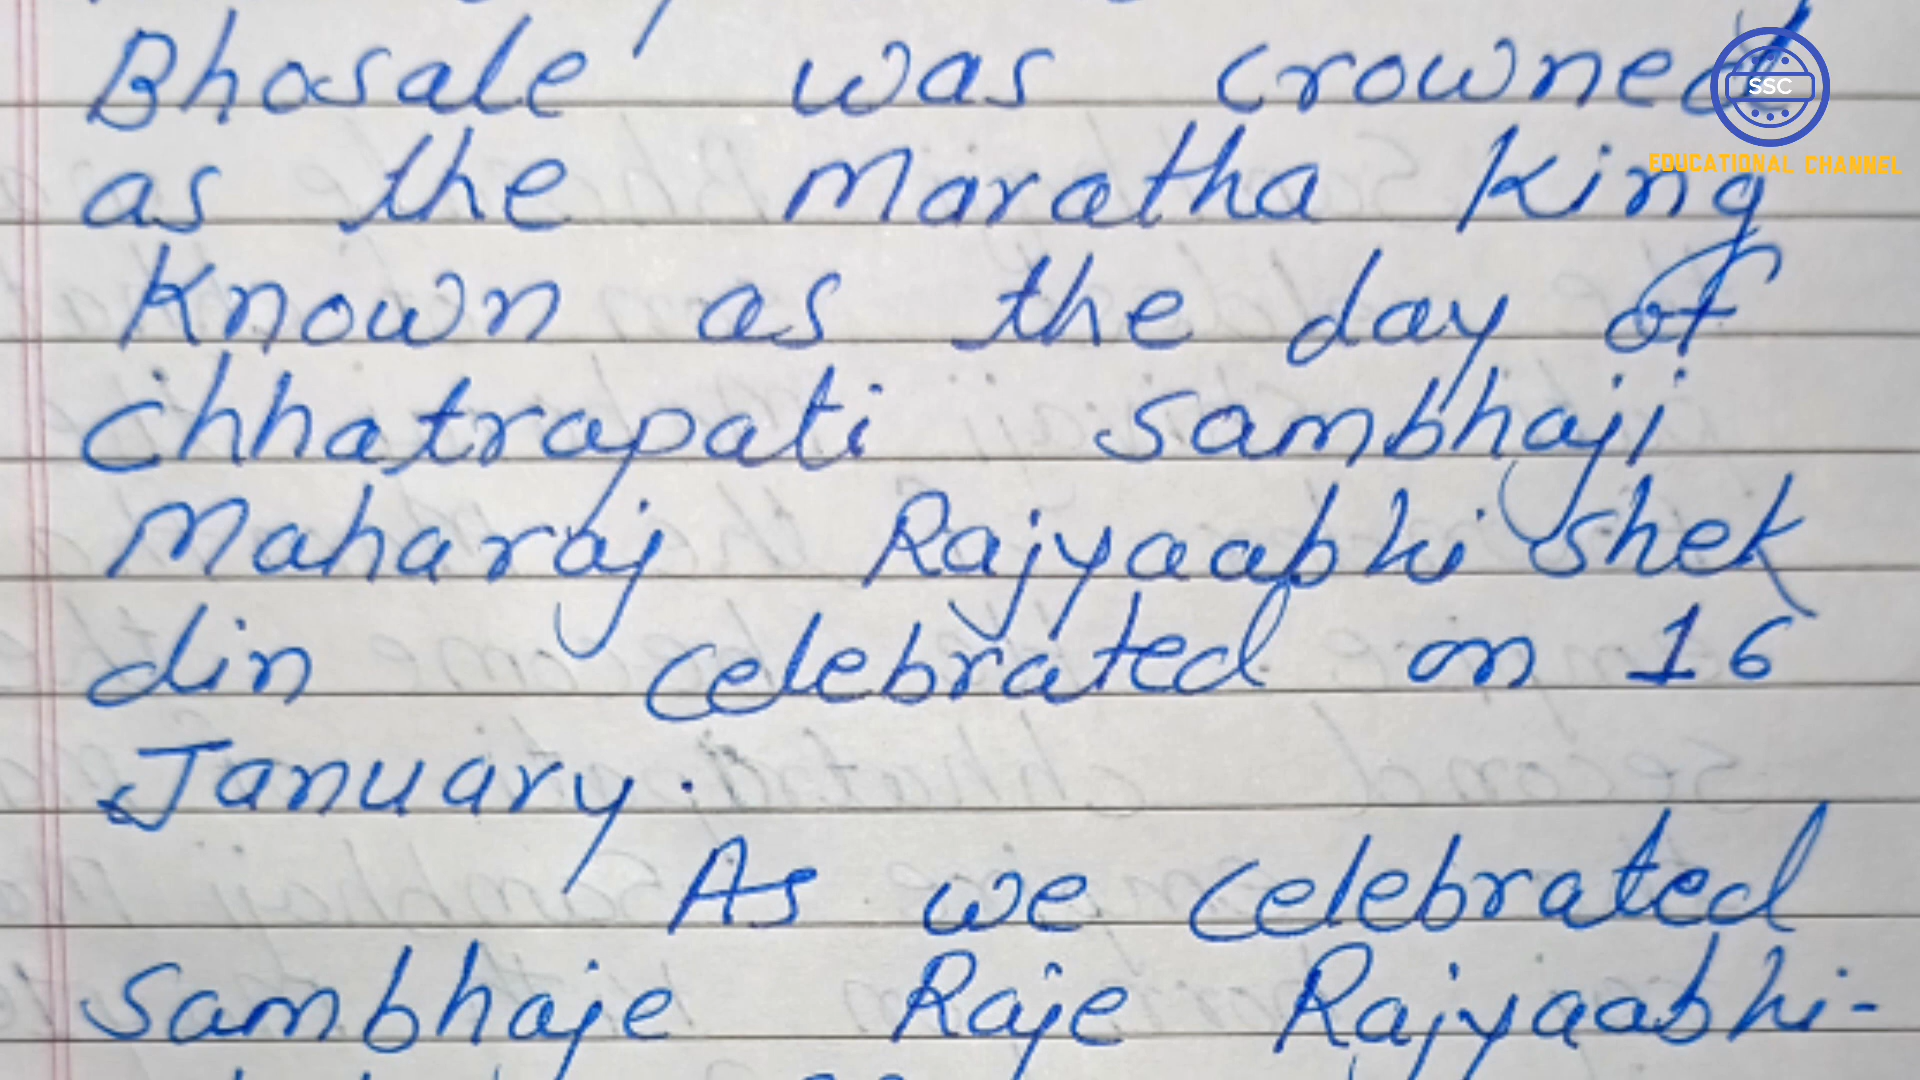 Bhosale was crowned
SSC
EDUCATIONAL CHANNEL
as the Maratha King
Known as the day of
Chhatrapati Sambhaji
Maharaj Rajyaabhishek
din celebrated on 16
January.
As we celebrated
Sambhaje Raje Rajyaabhi-